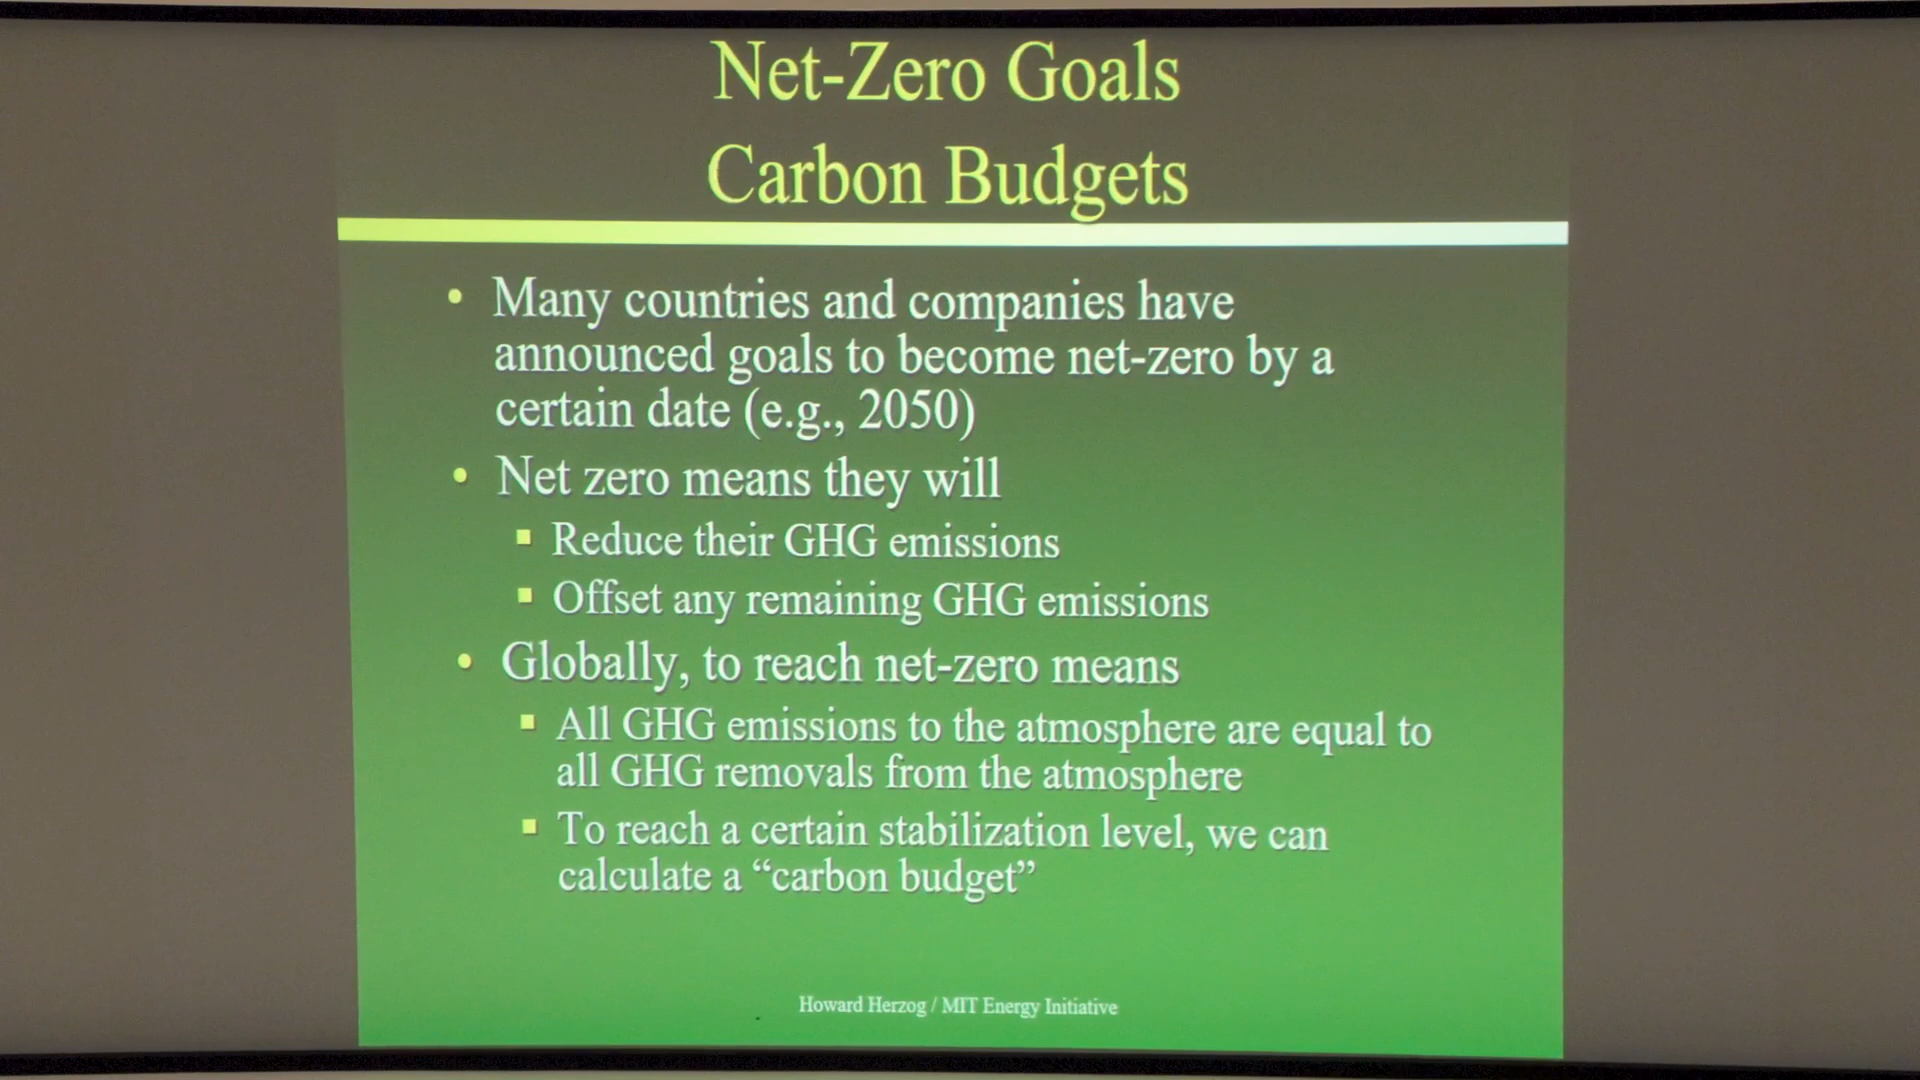 Net-Zero Goals
Carbon Budgets
• Many countries and companies have
announced goals to become net-zero by a
certain date (e.g., 2050)
• Net zero means they will
▪ Reduce their GHG emissions
▪ Offset any remaining GHG emissions
• Globally, to reach net-zero means
▪ All GHG emissions to the atmosphere are equal to
all GHG removals from the atmosphere
▪ To reach a certain stabilization level, we can
calculate a “carbon budget”
Howard Herzog / MIT Energy Initiative